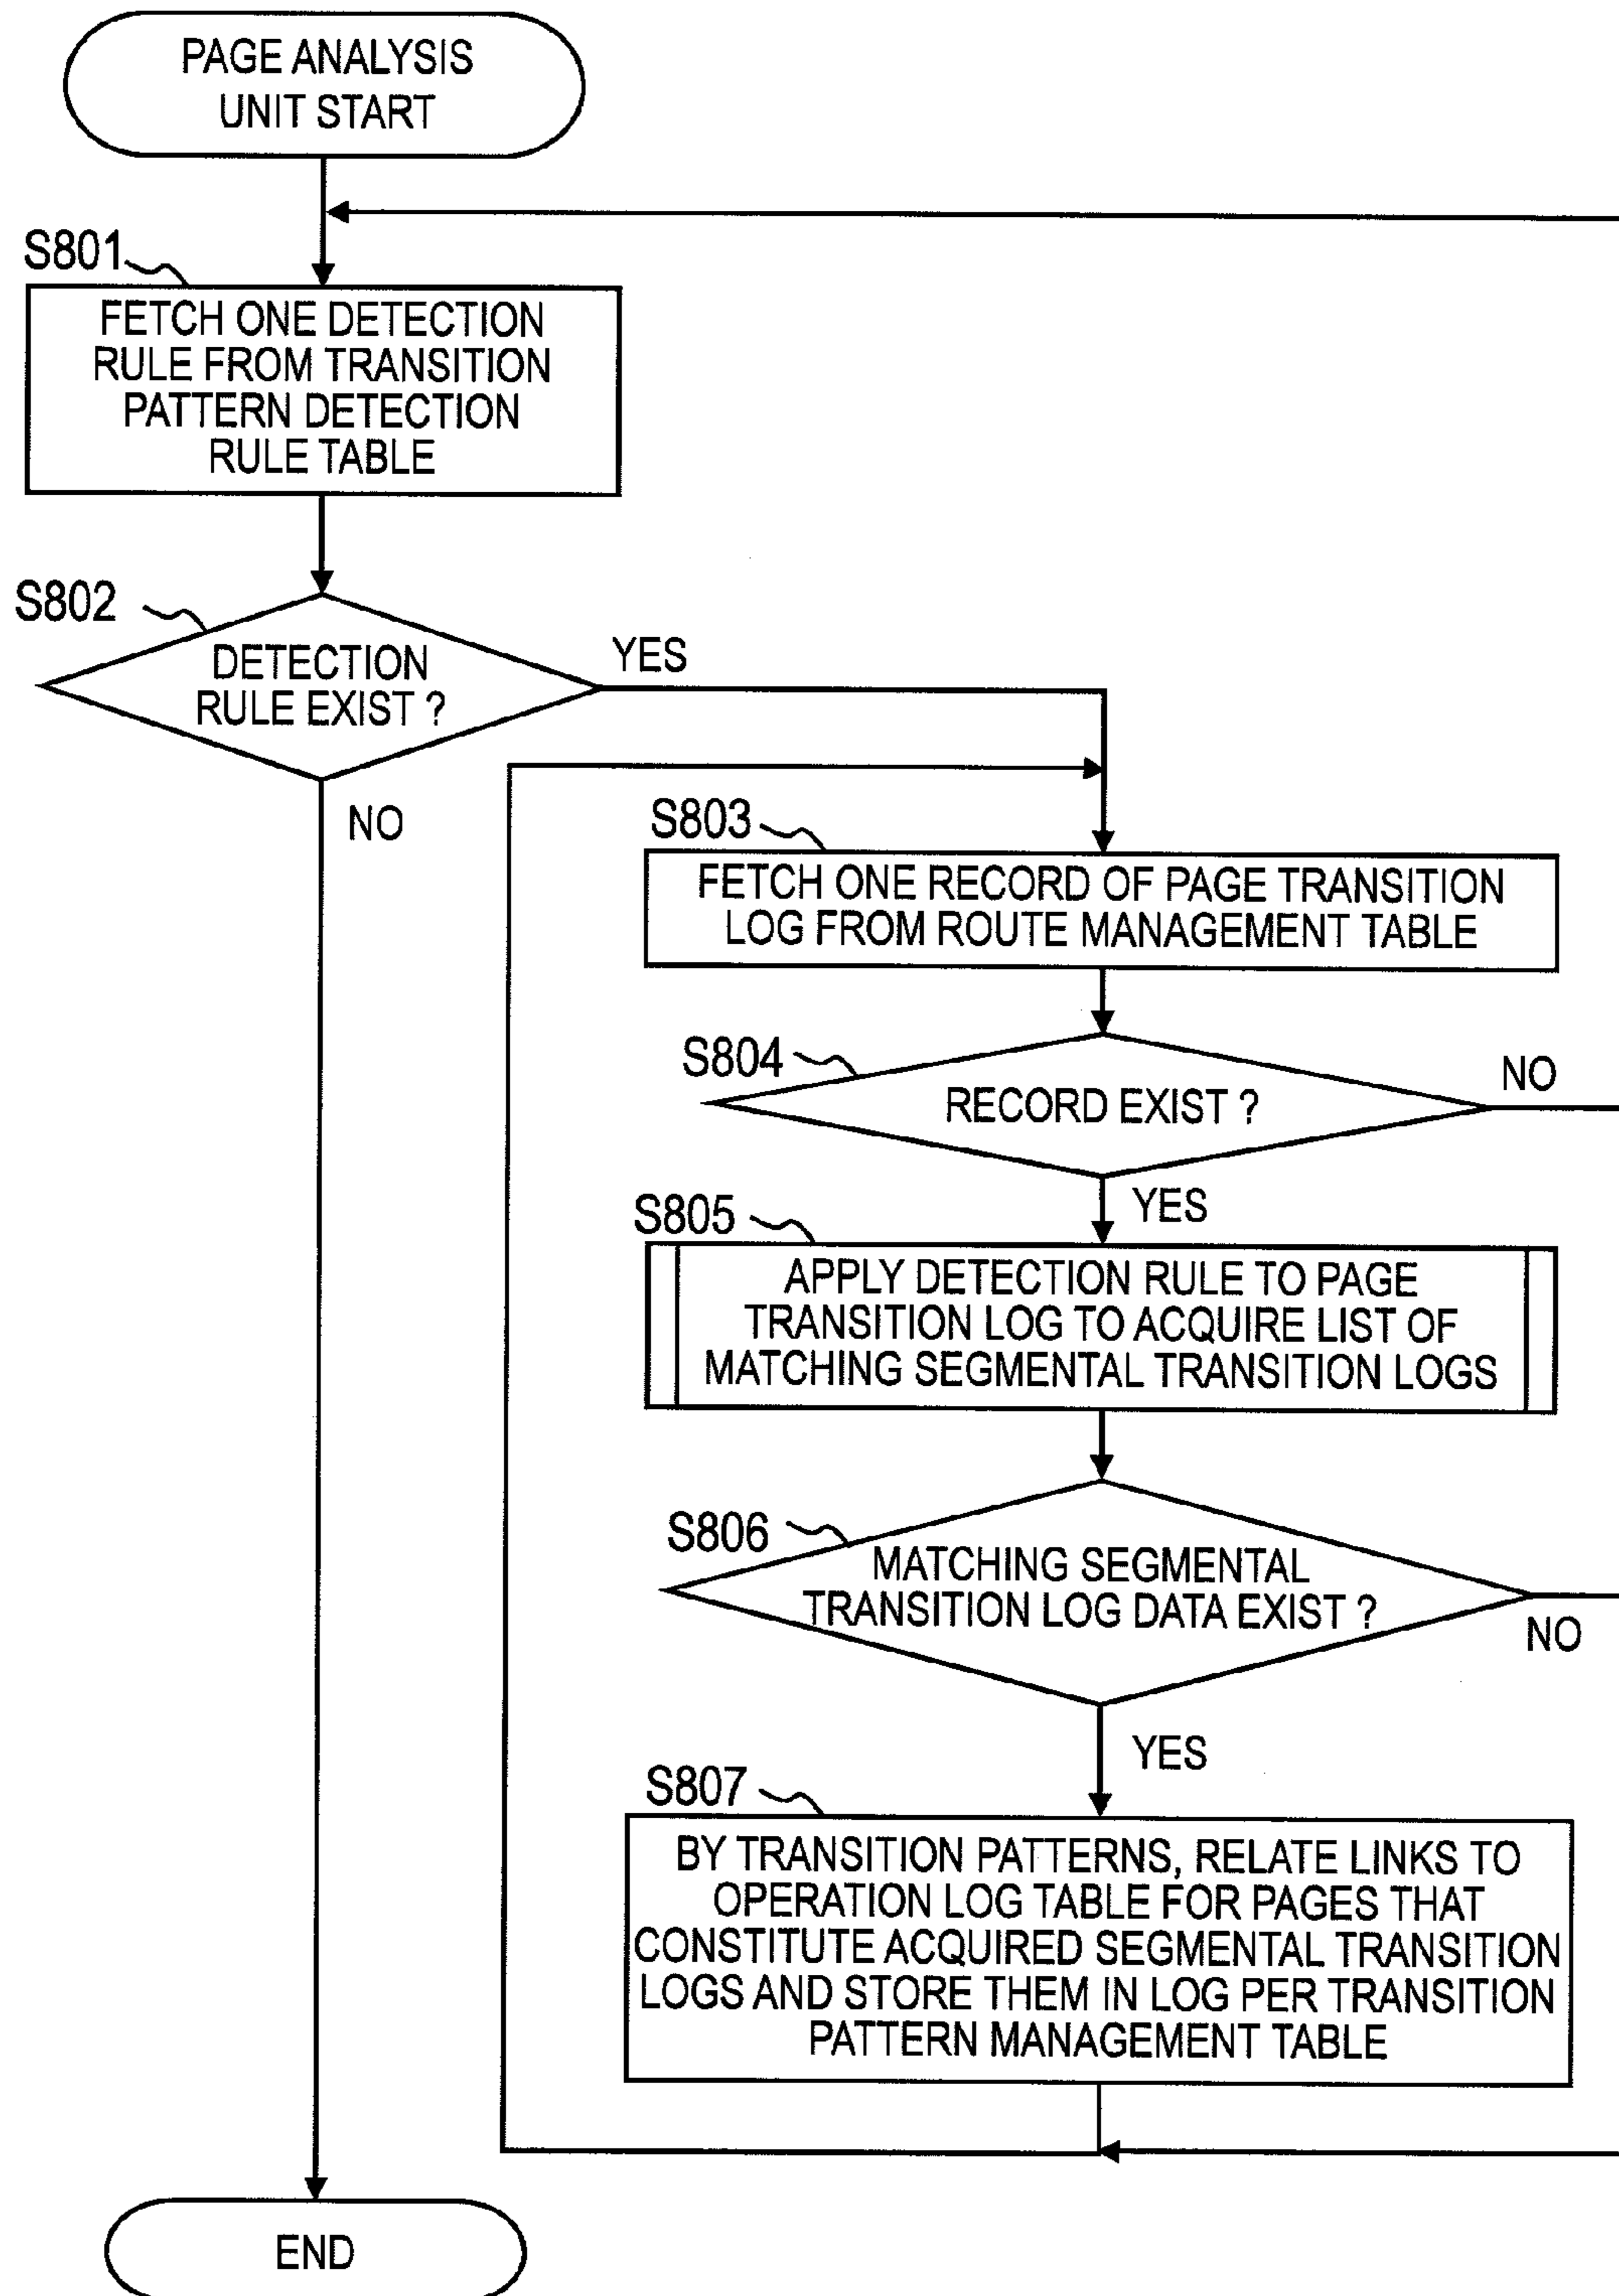 PAGE ANALYSIS
UNIT START
S801
FETCH ONE DETECTION
RULE FROM TRANSITION
PATTERN DETECTION
RULE TABLE
S802
DETECTION
RULE EXIST ?
YES
NO
S803
FETCH ONE RECORD OF PAGE TRANSITION
LOG FROM ROUTE MANAGEMENT TABLE
S804
RECORD EXIST ?
NO
YES
S805
APPLY DETECTION RULE TO PAGE
TRANSITION LOG TO ACQUIRE LIST OF
MATCHING SEGMENTAL TRANSITION LOGS
S806
MATCHING SEGMENTAL
TRANSITION LOG DATA EXIST ?
NO
YES
S807
BY TRANSITION PATTERNS, RELATE LINKS TO
OPERATION LOG TABLE FOR PAGES THAT
CONSTITUTE ACQUIRED SEGMENTAL TRANSITION
LOGS AND STORE THEM IN LOG PER TRANSITION
PATTERN MANAGEMENT TABLE
END